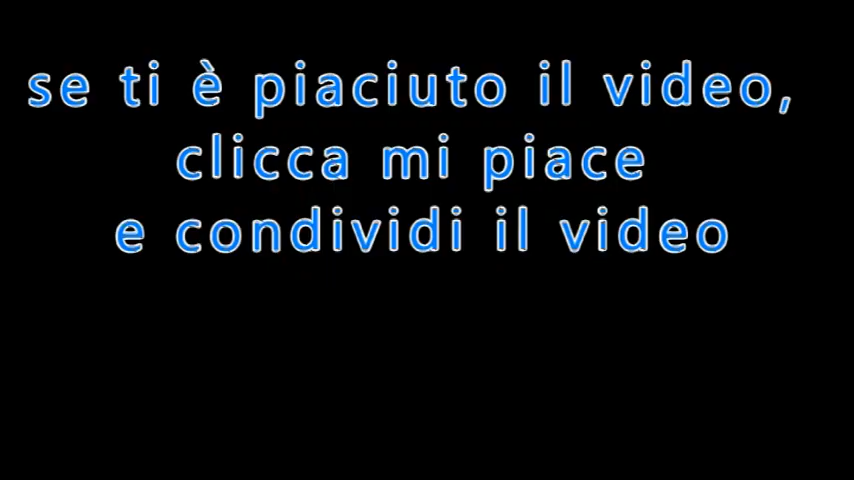 se ti è piaciuto il video,
clicca mi piace
e condividi il video